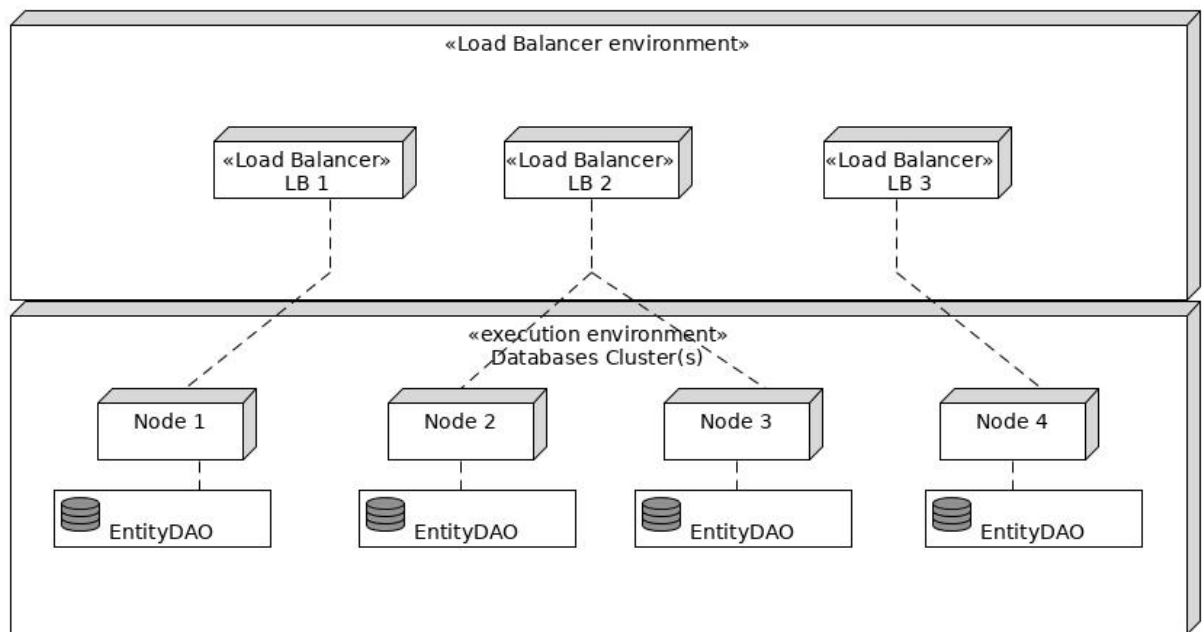 «Load Balancer environment»
«Load Balancer»
LB 1
«Load Balancer»
LB 2
«Load Balancer»
LB 3
«execution environment»
Databases Cluster(s)
Node 1
Node 2
Node 3
Node 4
EntityDAO
EntityDAO
EntityDAO
EntityDAO